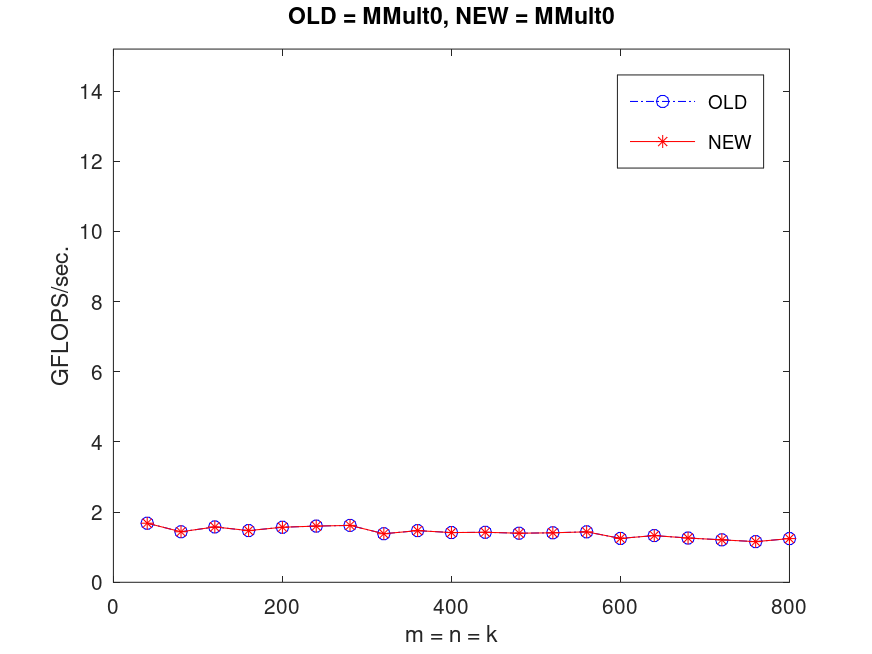 OLD = MMult0, NEW = MMult0
14
12
10
8
6
4
2
0
GFLOPS/sec.
OLD
NEW
0 200 400 600 800
m = n = k